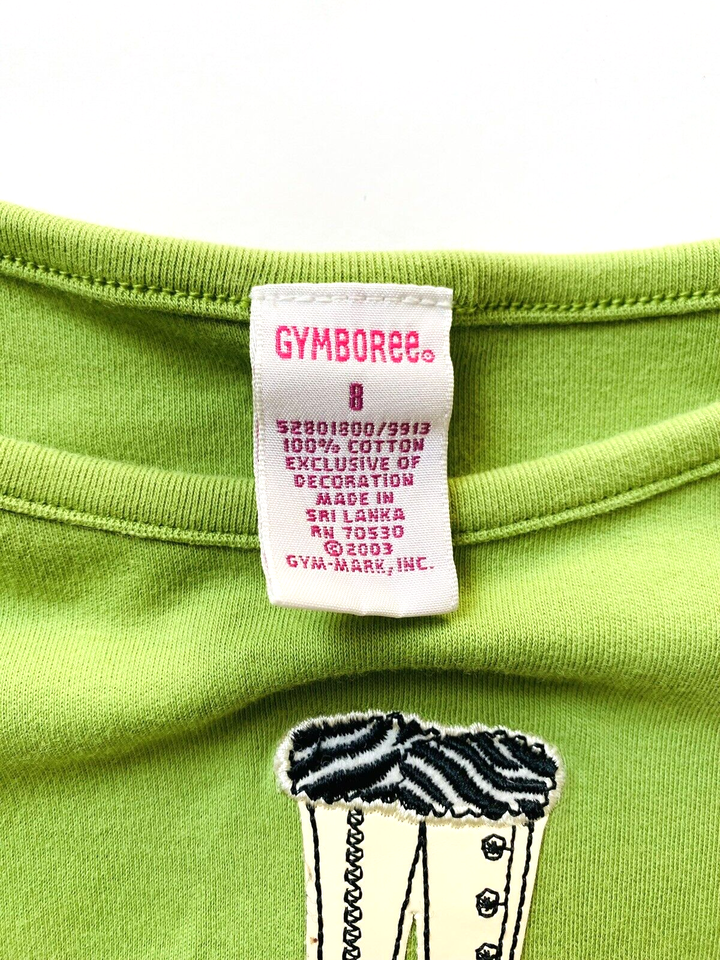 GYMBOREE®
8
52801800/9913
100% COTTON
EXCLUSIVE OF
DECORATION
MADE IN
SRI LANKA
RN 70530
©2003
GYM-MARK, INC.